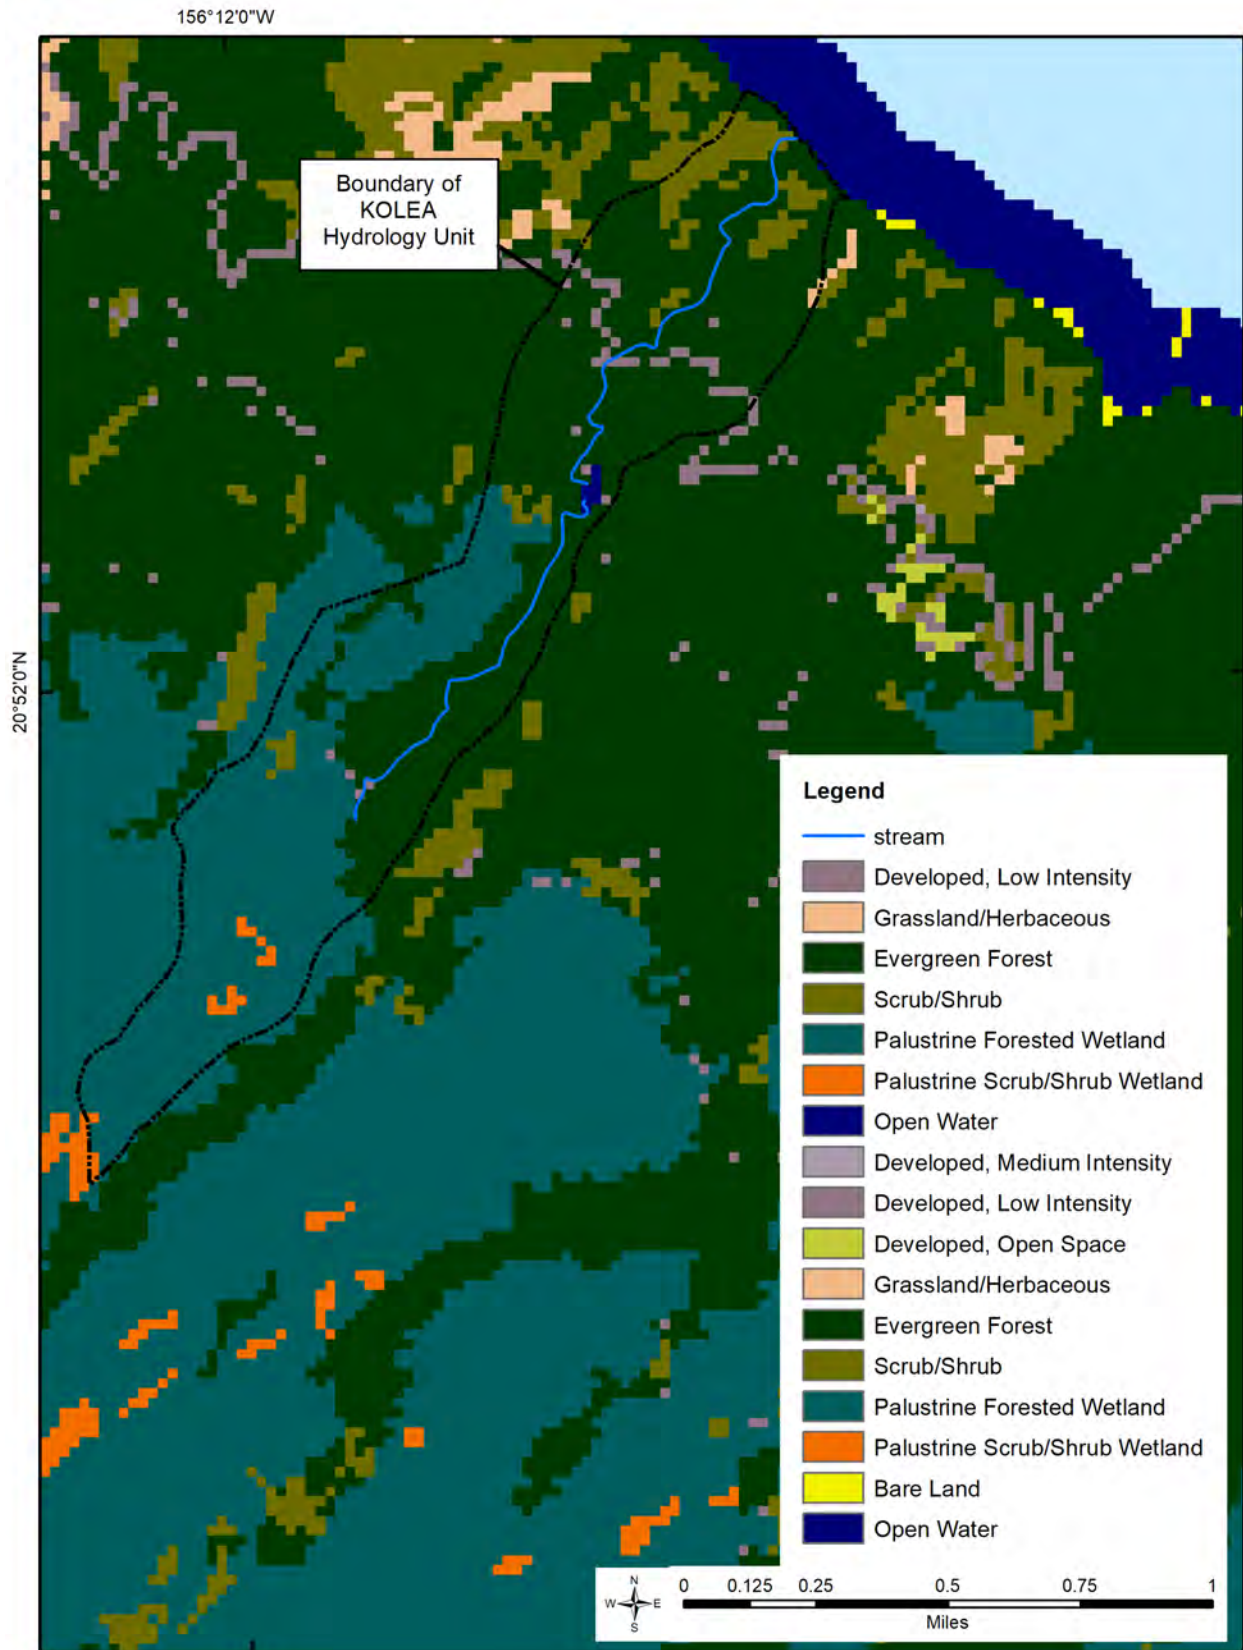 156°12'0"W
Boundary of
KOLEA
Hydrology Unit
20°52'0"N
Legend
stream
Developed, Low Intensity
Grassland/Herbaceous
Evergreen Forest
Scrub/Shrub
Palustrine Forested Wetland
Palustrine Scrub/Shrub Wetland
Open Water
Developed, Medium Intensity
Developed, Low Intensity
Developed, Open Space
Grassland/Herbaceous
Evergreen Forest
Scrub/Shrub
Palustrine Forested Wetland
Palustrine Scrub/Shrub Wetland
Bare Land
Open Water
N
W E
S
0 0.125 0.25 0.5 0.75 1
Miles